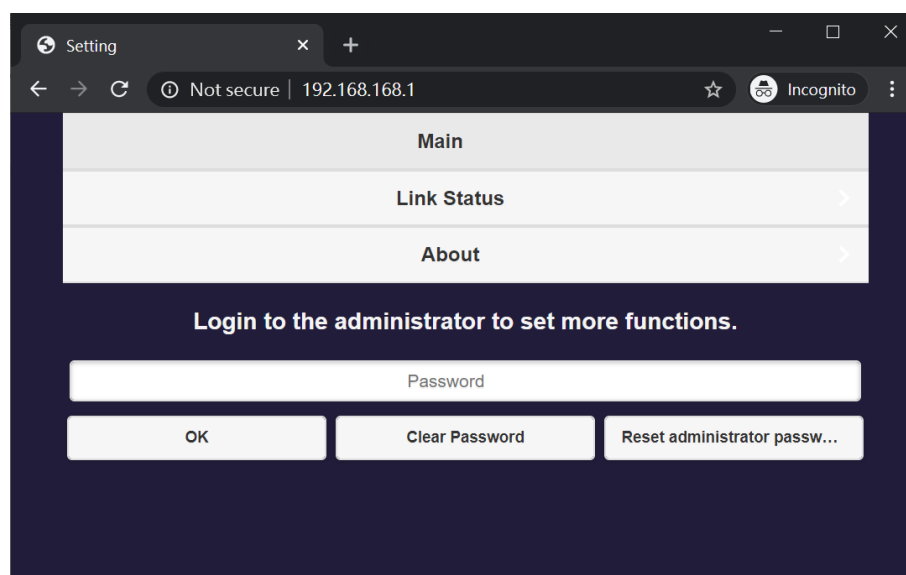 Setting
Not secure | 192.168.168.1
Incognito
Main
Link Status
About
Login to the administrator to set more functions.
Password
OK Clear Password Reset administrator passw...